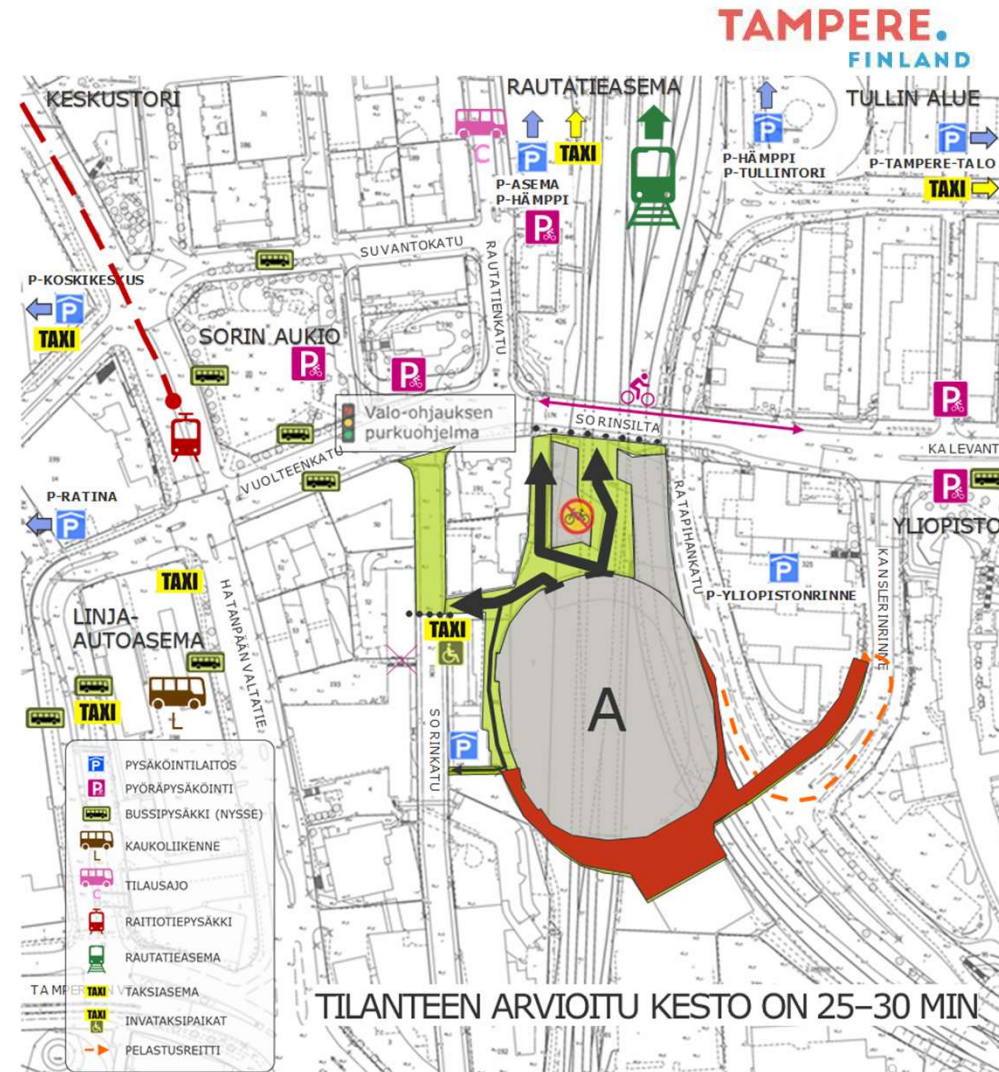 TAMPERE.
FINLAND
KESKUSTORI
RAUTATIEASEMA
TULLIN ALUE
C
P
TAXI
P
P
P-ASEMA
P-HÄMPPI
P
P-HÄMPPI
P-TULLINTORI
P-TAMPERE-TALO
TAXI
SUVANTOKATU
RAUTATIENKATU
P-KOSKIKESKUS
P
TAXI
SORIN AUKIO
P
P
P
Valo-ohjauksen
purkuohjelma
SORINSILTA
KALEVANT
VUOLTEENKATU
P-RATINA
P
P
YLIOPISTO
RATAPIHANKATU
KANSLERINRINNE
P
P-YLIOPISTONRINNE
TAXI
HATANPÄÄN VALTATIE
LINJA-
AUTOASEMA
TAXI
TAXI
L
A
SORINKATU
P
P PYSÄKÖINTILAITOS
P PYÖRÄPYSÄKÖINTI
BUSSIPYSÄKKI (NYSSE)
L KAUKOLIIKENNE
C TILAUSAJO
RAITIOTIEPYSÄKKI
RAUTATIEASEMA
TAXI TAKSIASEMA
TAXI INVATAKSIPAIKAT
PELASTUSREITTI
TILANTEEN ARVIOITU KESTO ON 25–30 MIN